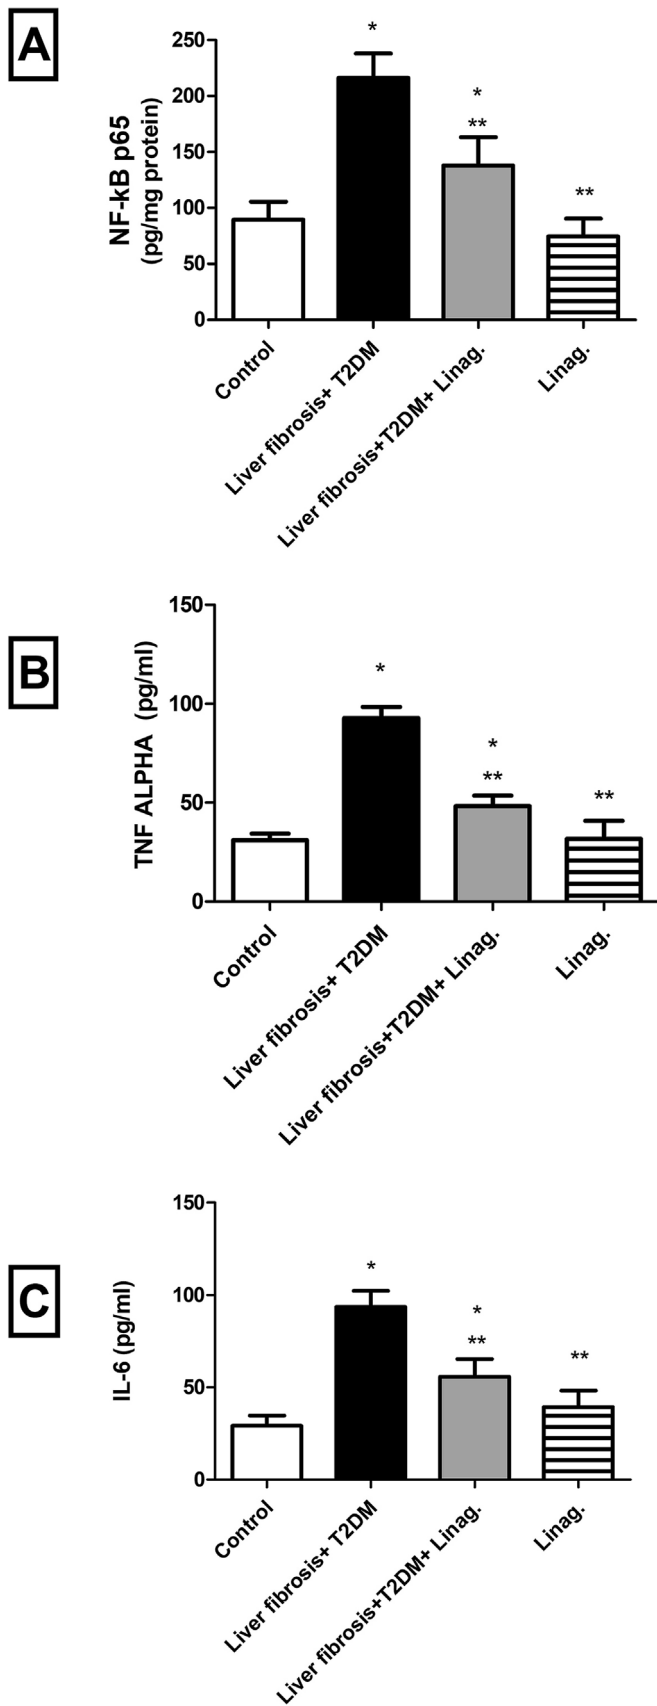 A
NF-kB p65
(pg/mg protein)
250
200
150
100
50
0
*
*
**
**
Control
Liver fibrosis+ T2DM
Liver fibrosis+T2DM+ Linag.
Linag.
B
TNF ALPHA (pg/ml)
150
100
50
0
*
*
**
**
Control
Liver fibrosis+ T2DM
Liver fibrosis+T2DM+ Linag.
Linag.
C
IL-6 (pg/ml)
150
100
50
0
*
*
**
**
Control
Liver fibrosis+ T2DM
Liver fibrosis+T2DM+ Linag.
Linag.